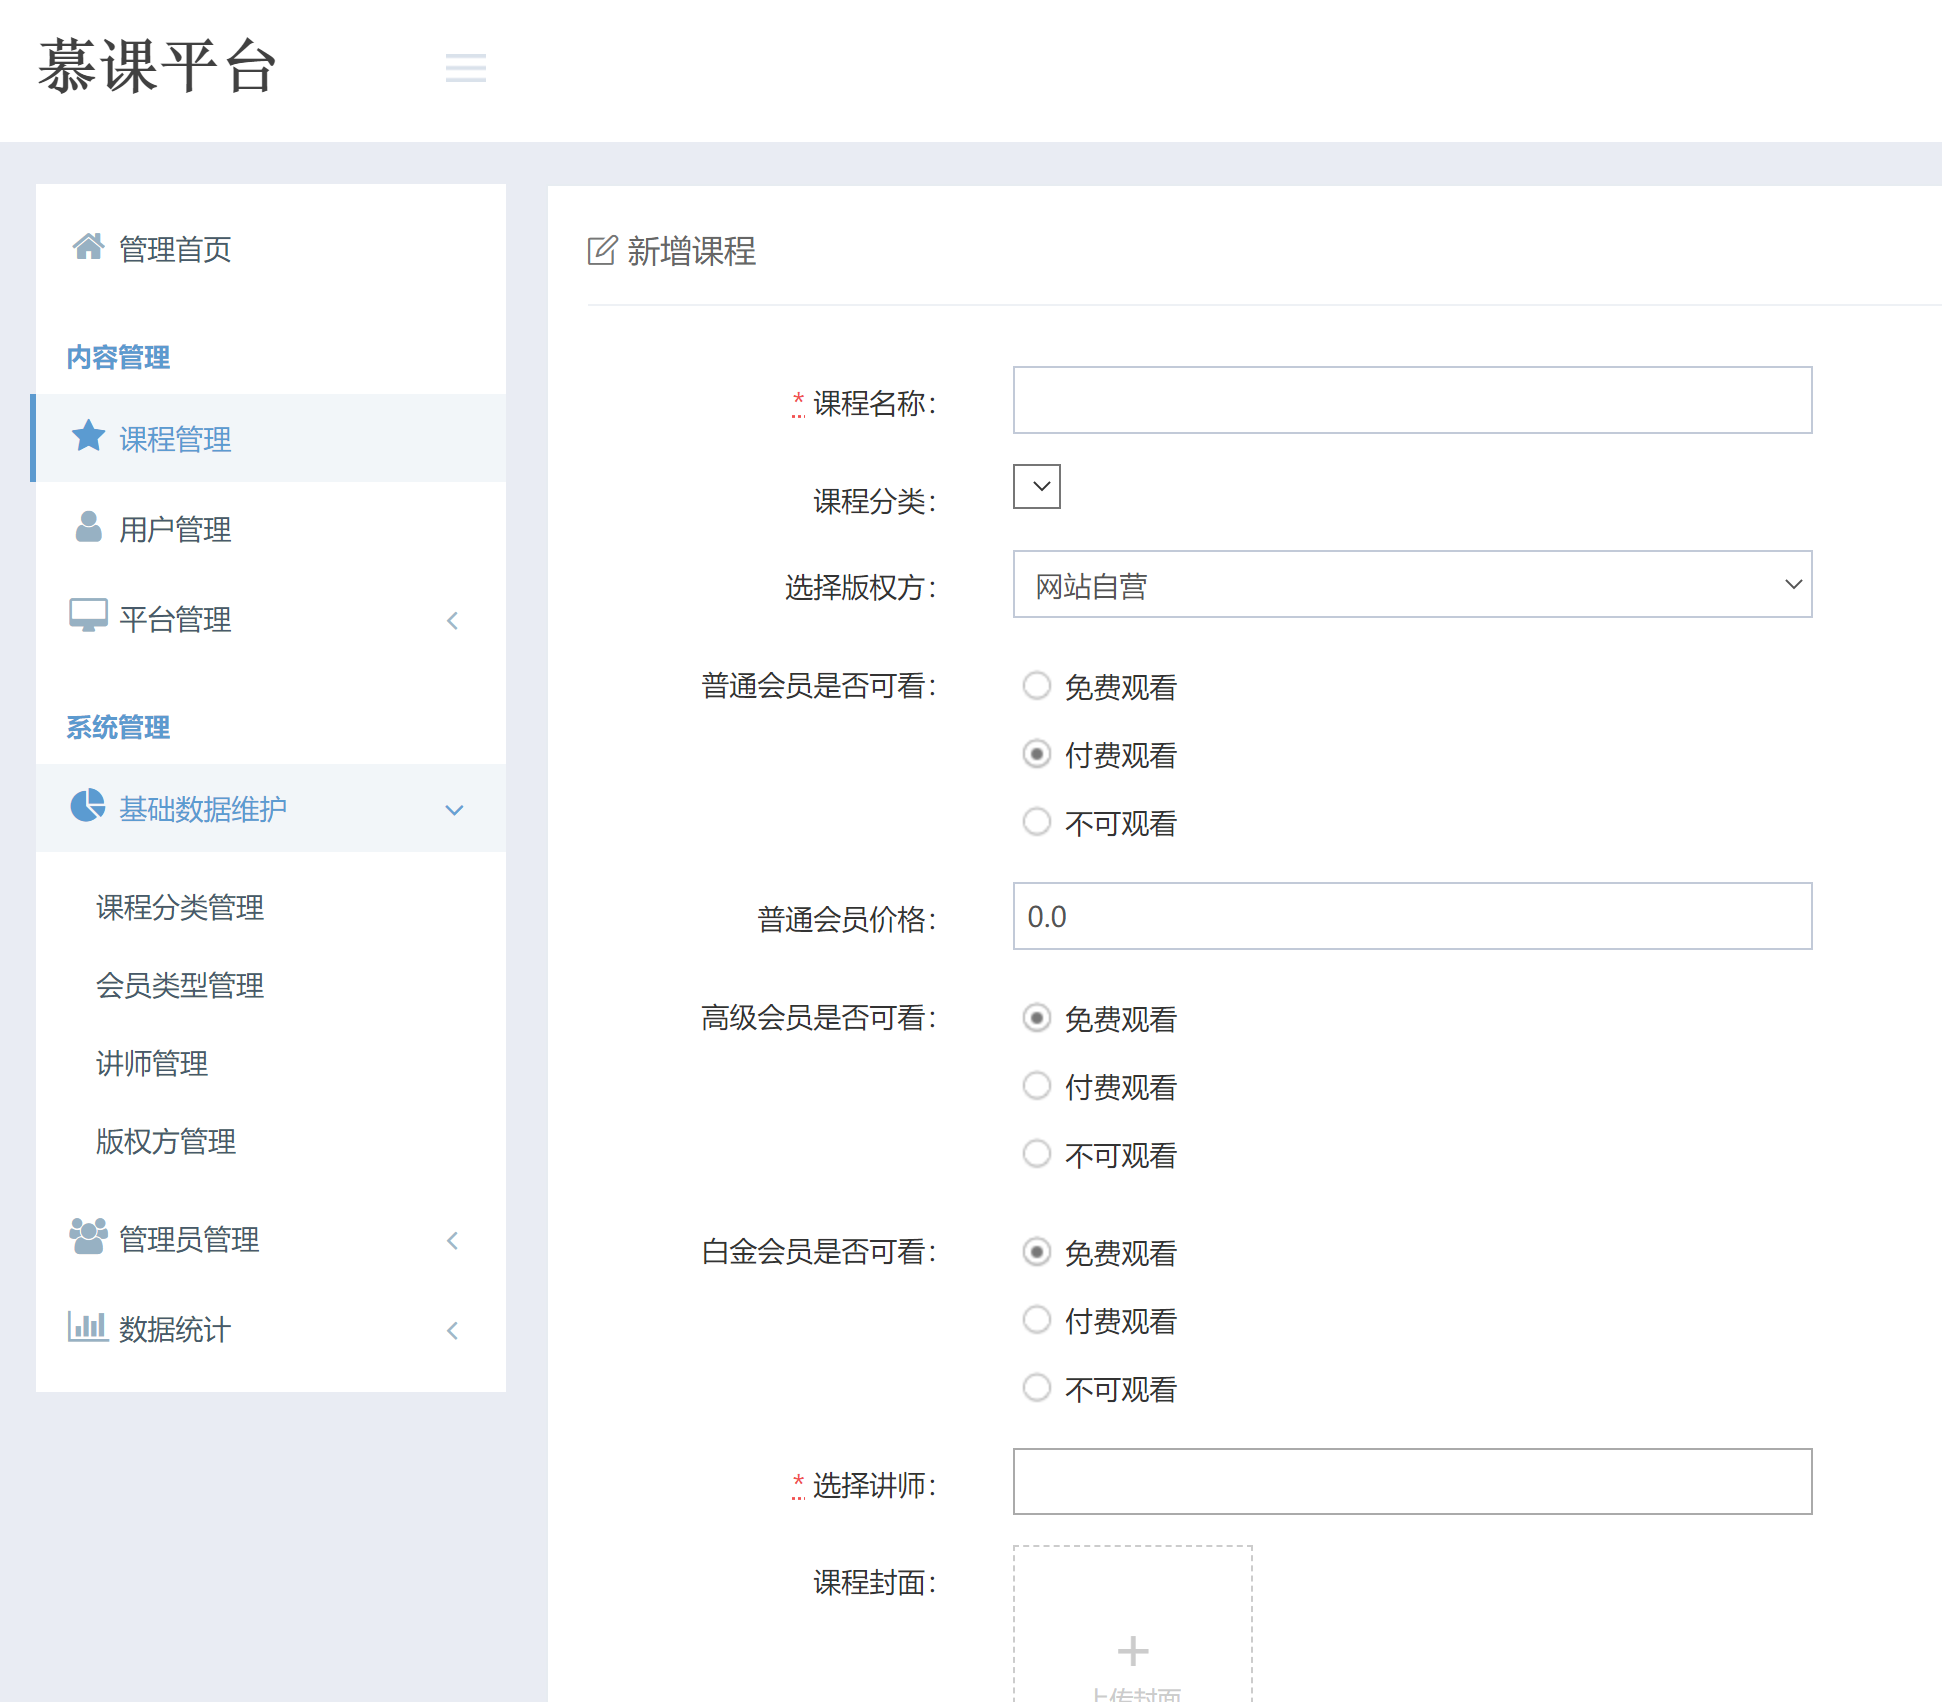 慕课平台
管理首页
内容管理
课程管理
用户管理
平台管理
系统管理
基础数据维护
课程分类管理
会员类型管理
讲师管理
版权方管理
管理员管理
数据统计
新增课程
* 课程名称：
课程分类：
选择版权方： 网站自营
普通会员是否可看： 免费观看
付费观看
不可观看
普通会员价格： 0.0
高级会员是否可看： 免费观看
付费观看
不可观看
白金会员是否可看： 免费观看
付费观看
不可观看
* 选择讲师：
课程封面：
上传封面